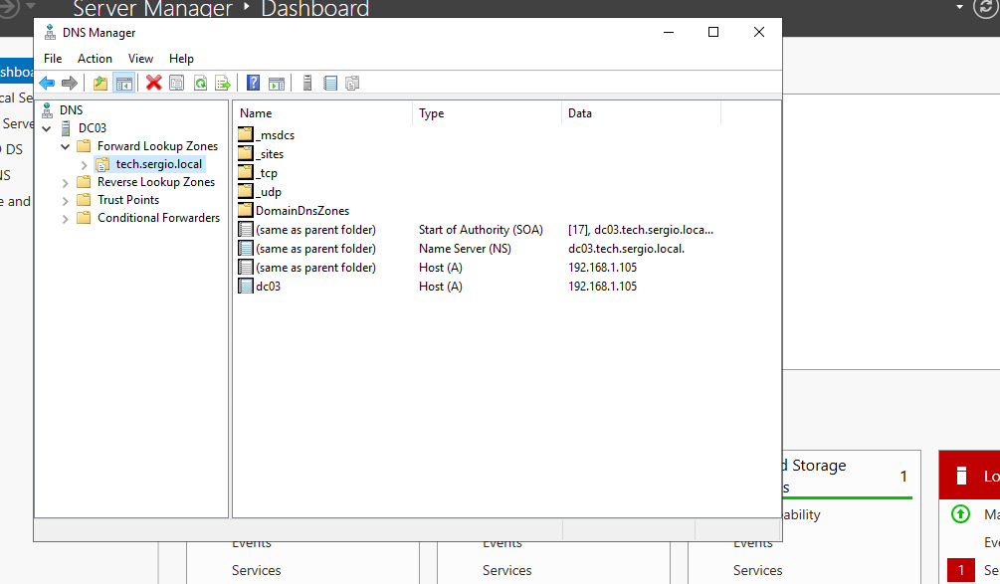 Server Manager ‣ Dashboard
DNS Manager
File Action View Help
DNS
DC03
Forward Lookup Zones
tech.sergio.local
Reverse Lookup Zones
Trust Points
Conditional Forwarders
Name Type Data
_msdcs
_sites
_tcp
_udp
DomainDnsZones
(same as parent folder) Start of Authority (SOA) [17], dc03.tech.sergio.loca...
(same as parent folder) Name Server (NS) dc03.tech.sergio.local.
(same as parent folder) Host (A) 192.168.1.105
dc03 Host (A) 192.168.1.105
shboa
cal Se
Serve
DS
NS
e and
d Storage
s
1
ability
Events
Services
Events
Services
Events
Services
Lo
Ma
Eve
1 Se